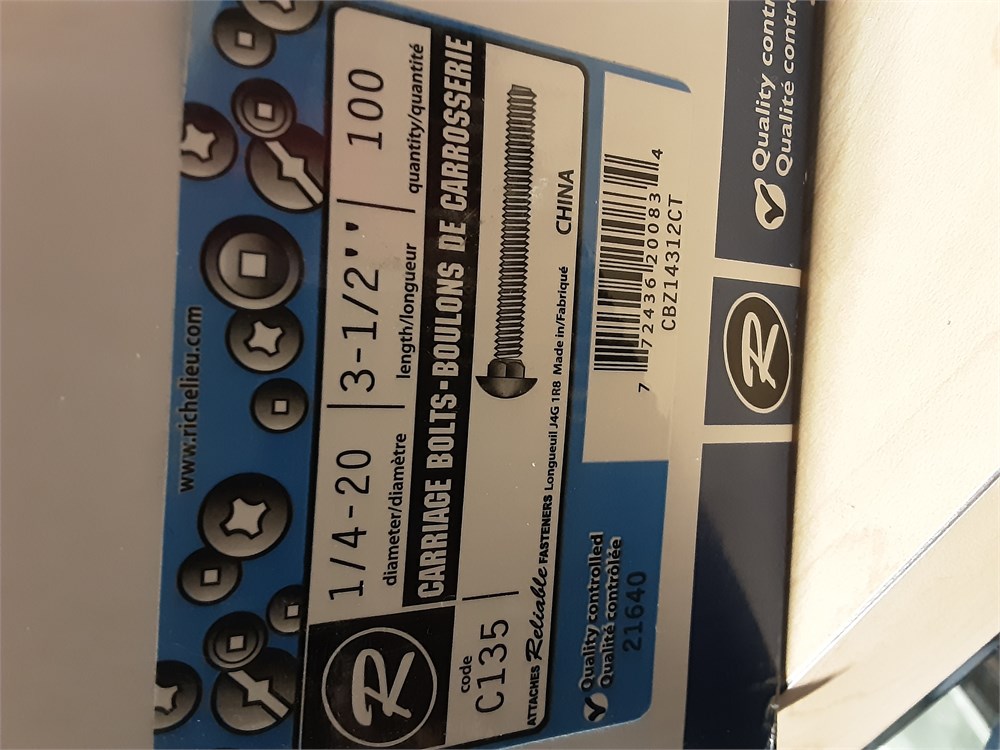 www.richelieu.com
1/4-20 3-1/2'' 100
diameter/diamètre length/longueur quantity/quantité
CARRIAGE BOLTS-BOULONS DE CARROSSERIE
R
code
C135
CHINA
ATTACHES Reliable FASTENERS Longueuil J4G 1R8 Made in/Fabriqué
Quality controlled
Qualité contrôlée
21640
7 72436 20083 4
CBZ14312CT
R
Quality contr
Qualité contr